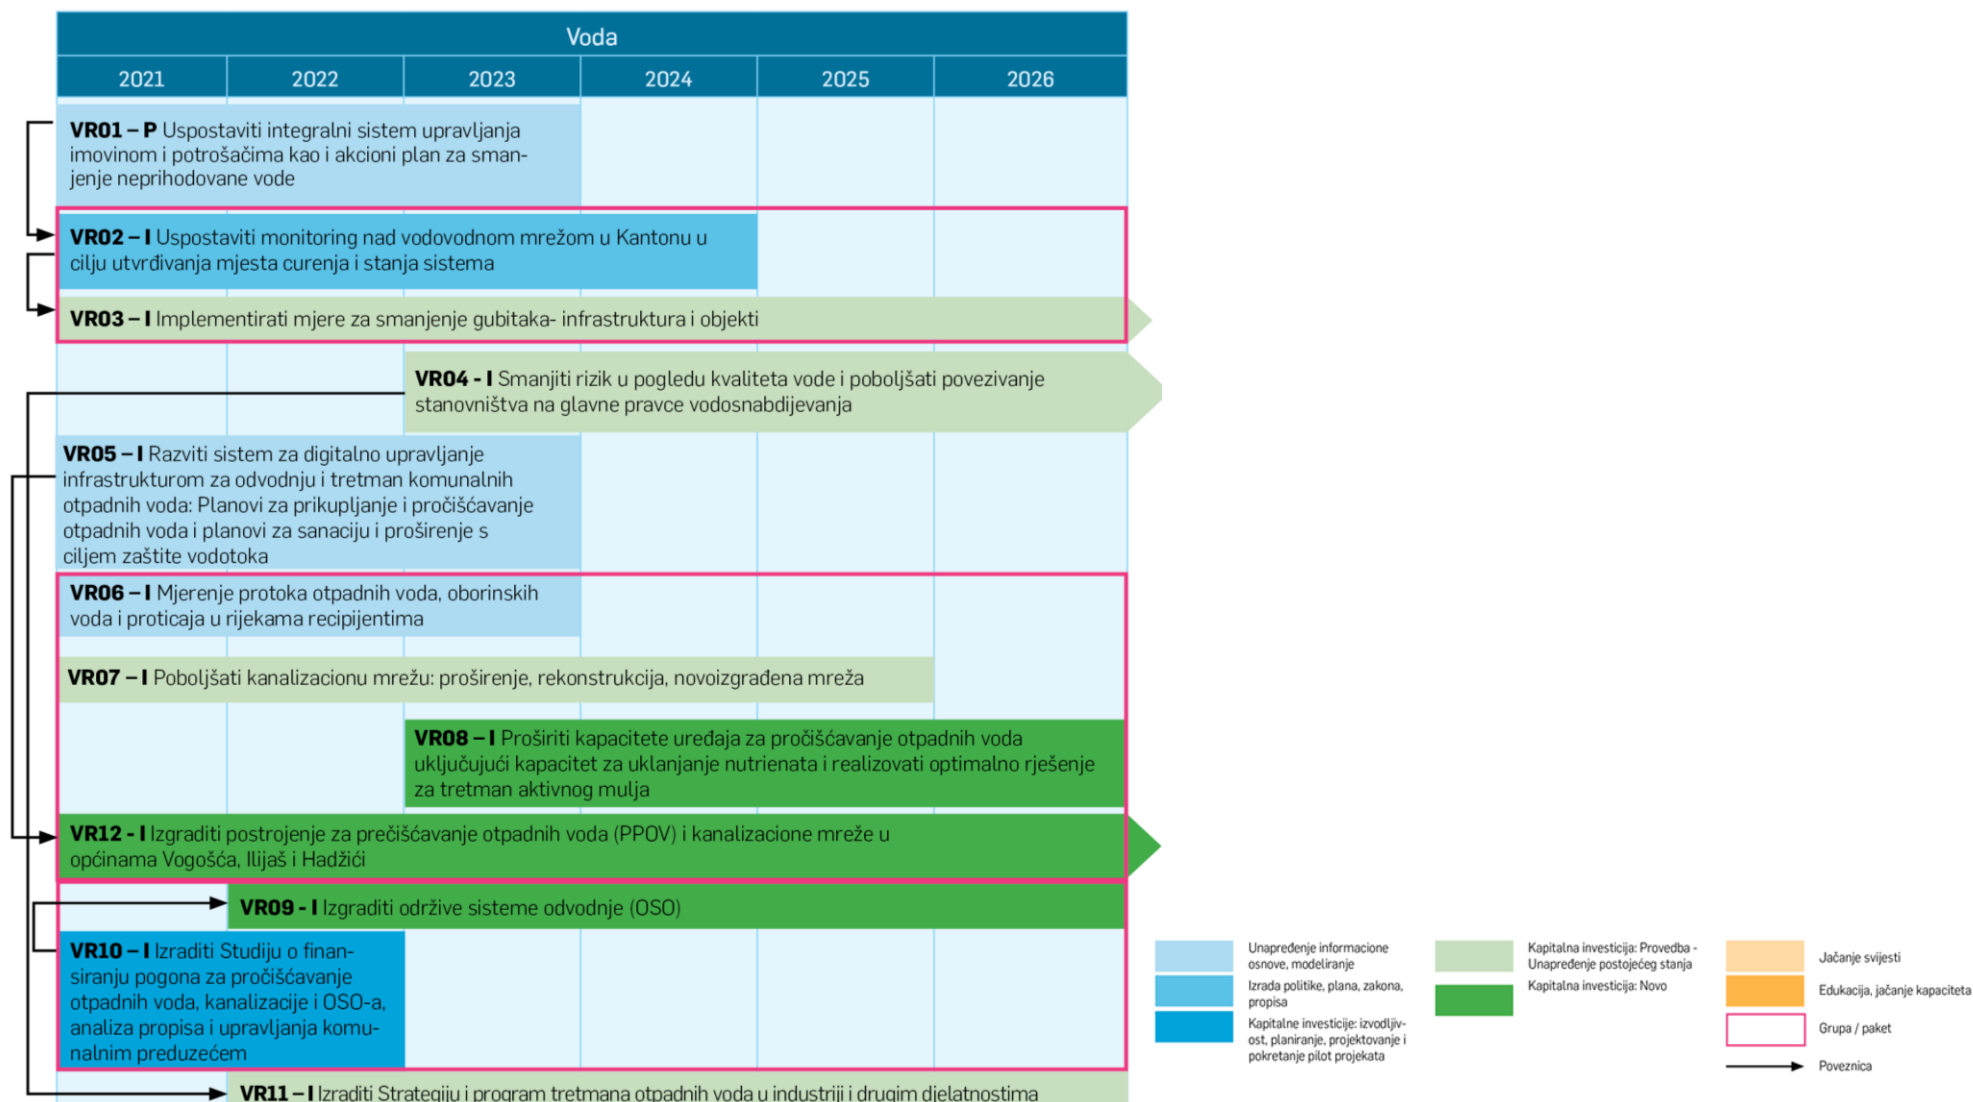 Voda
2021 2022 2023 2024 2025 2026
VR01 – P Uspostaviti integralni sistem upravljanja
imovinom i potrošačima kao i akcioni plan za sman-
jenje neprihodovane vode
VR02 – I Uspostaviti monitoring nad vodovodnom mrežom u Kantonu u
cilju utvrđivanja mjesta curenja i stanja sistema
VR03 – I Implementirati mjere za smanjenje gubitaka- infrastruktura i objekti
VR04 - I Smanjiti rizik u pogledu kvaliteta vode i poboljšati povezivanje
stanovništva na glavne pravce vodosnabdijevanja
VR05 – I Razviti sistem za digitalno upravljanje
infrastrukturom za odvodnju i tretman komunalnih
otpadnih voda: Planovi za prikupljanje i pročišćavanje
otpadnih voda i planovi za sanaciju i proširenje s
ciljem zaštite vodotoka
VR06 – I Mjerenje protoka otpadnih voda, oborinskih
voda i proticaja u rijekama recipijentima
VR07 – I Poboljšati kanalizacionu mrežu: proširenje, rekonstrukcija, novoizgrađena mreža
VR08 – I Proširiti kapacitete uređaja za pročišćavanje otpadnih voda
uključujući kapacitet za uklanjanje nutrienata i realizovati optimalno rješenje
za tretman aktivnog mulja
VR12 - I Izgraditi postrojenje za prečišćavanje otpadnih voda (PPOV) i kanalizacione mreže u
općinama Vogošća, Ilijaš i Hadžići
VR09 - I Izgraditi održive sisteme odvodnje (OSO)
VR10 – I Izraditi Studiju o finan-
siranju pogona za pročišćavanje
otpadnih voda, kanalizacije i OSO-a,
analiza propisa i upravljanja komu-
nalnim preduzećem
VR11 – I Izraditi Strategiju i program tretmana otpadnih voda u industriji i drugim djelatnostima
Unapređenje informacione
osnove, modeliranje
Izrada politike, plana, zakona,
propisa
Kapitalne investicije: izvodljiv-
ost, planiranje, projektovanje i
pokretanje pilot projekata
Kapitalna investicija: Provedba -
Unapređenje postojećeg stanja
Kapitalna investicija: Novo
Jačanje svijesti
Edukacija, jačanje kapaciteta
Grupa / paket
Poveznica